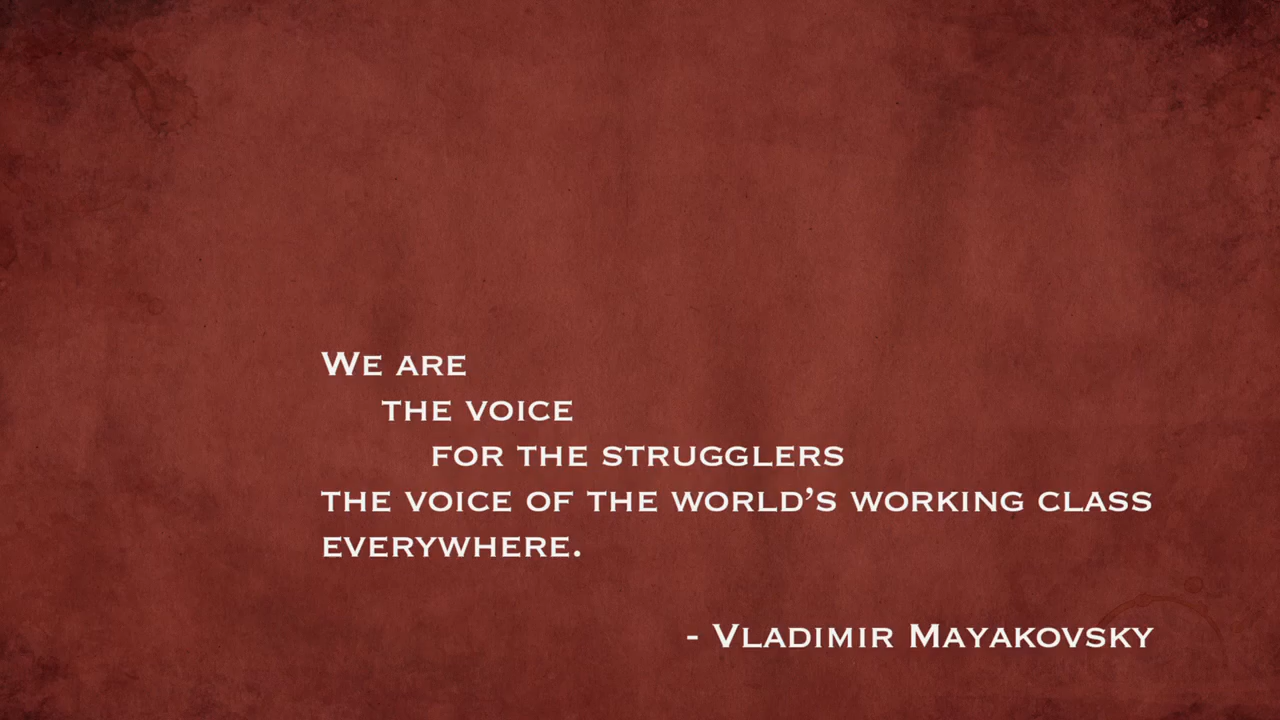 We are
the voice
for the strugglers
the voice of the world’s working class
everywhere.
- Vladimir Mayakovsky